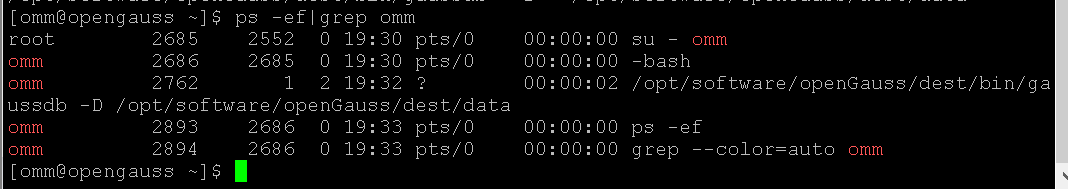 [omm@opengauss ~]$ ps -ef|grep omm
root        2685    2552  0 19:30 pts/0    00:00:00 su - omm
omm         2686    2685  0 19:30 pts/0    00:00:00 -bash
omm         2762       1  2 19:32 ?        00:00:02 /opt/software/openGauss/dest/bin/ga
ussdb -D /opt/software/openGauss/dest/data
omm         2893    2686  0 19:33 pts/0    00:00:00 ps -ef
omm         2894    2686  0 19:33 pts/0    00:00:00 grep --color=auto omm
[omm@opengauss ~]$